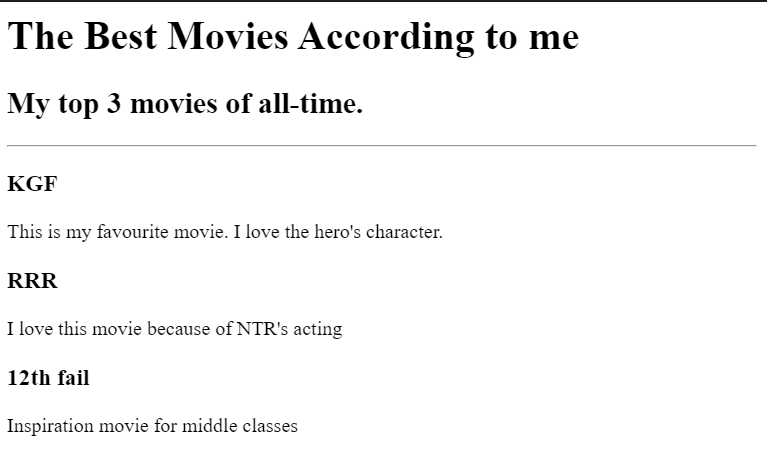 The Best Movies According to me
My top 3 movies of all-time.
KGF
This is my favourite movie. I love the hero's character.
RRR
I love this movie because of NTR's acting
12th fail
Inspiration movie for middle classes